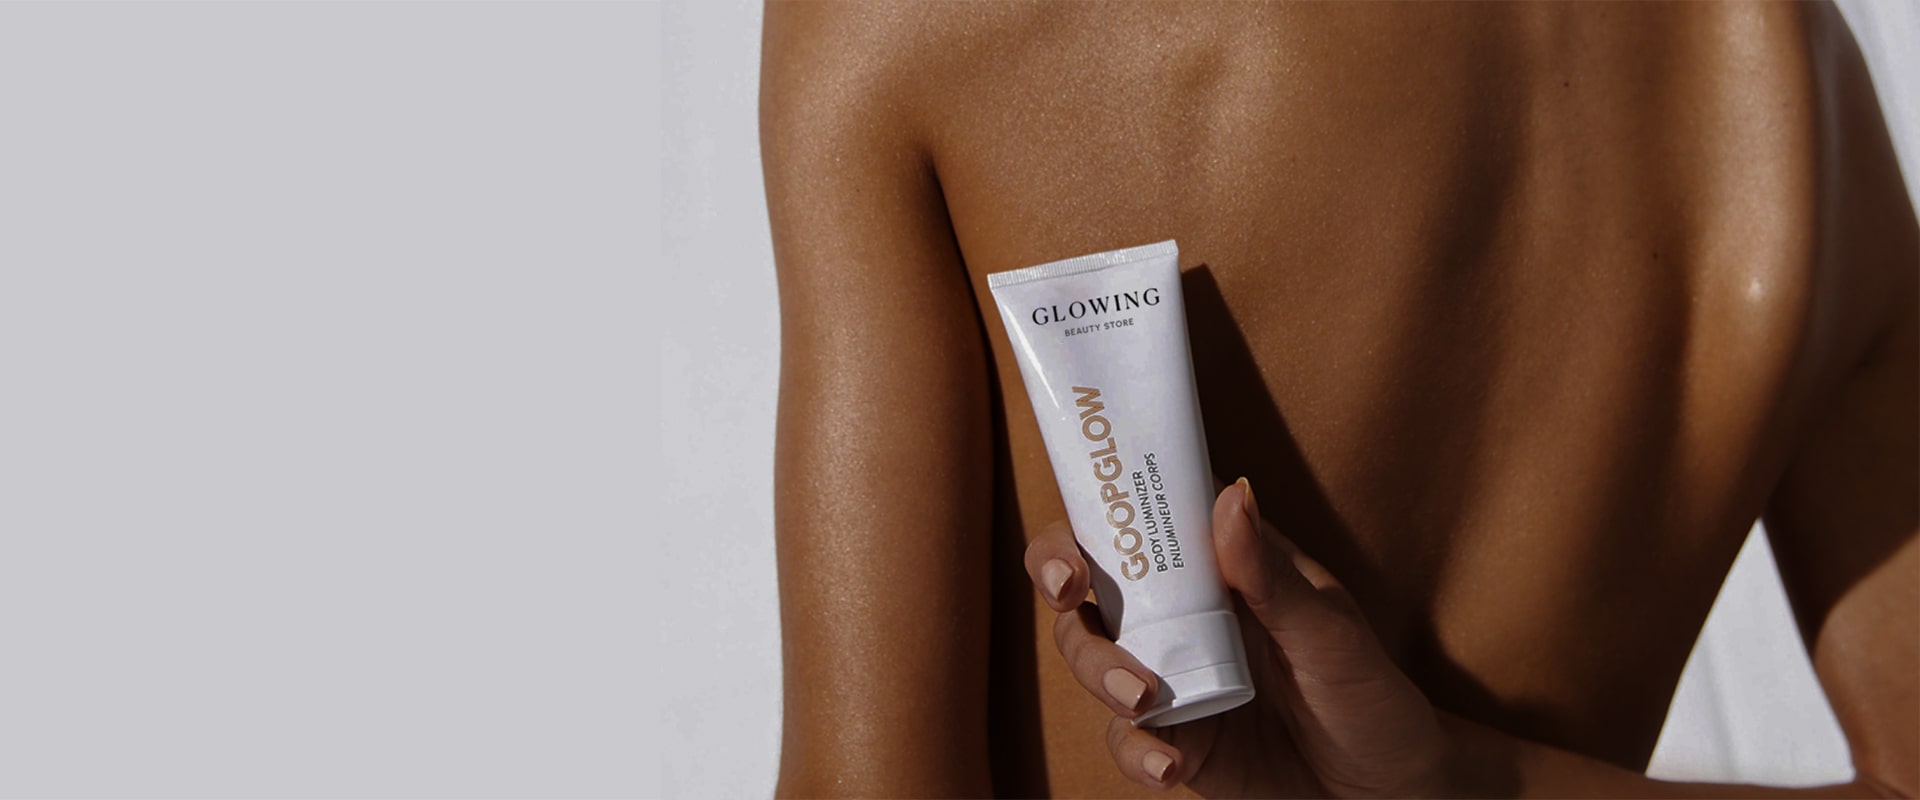 GLOWING
BEAUTY STORE
GOOPGLOW
BODY LUMINIZER
ENLUMINEUR CORPS